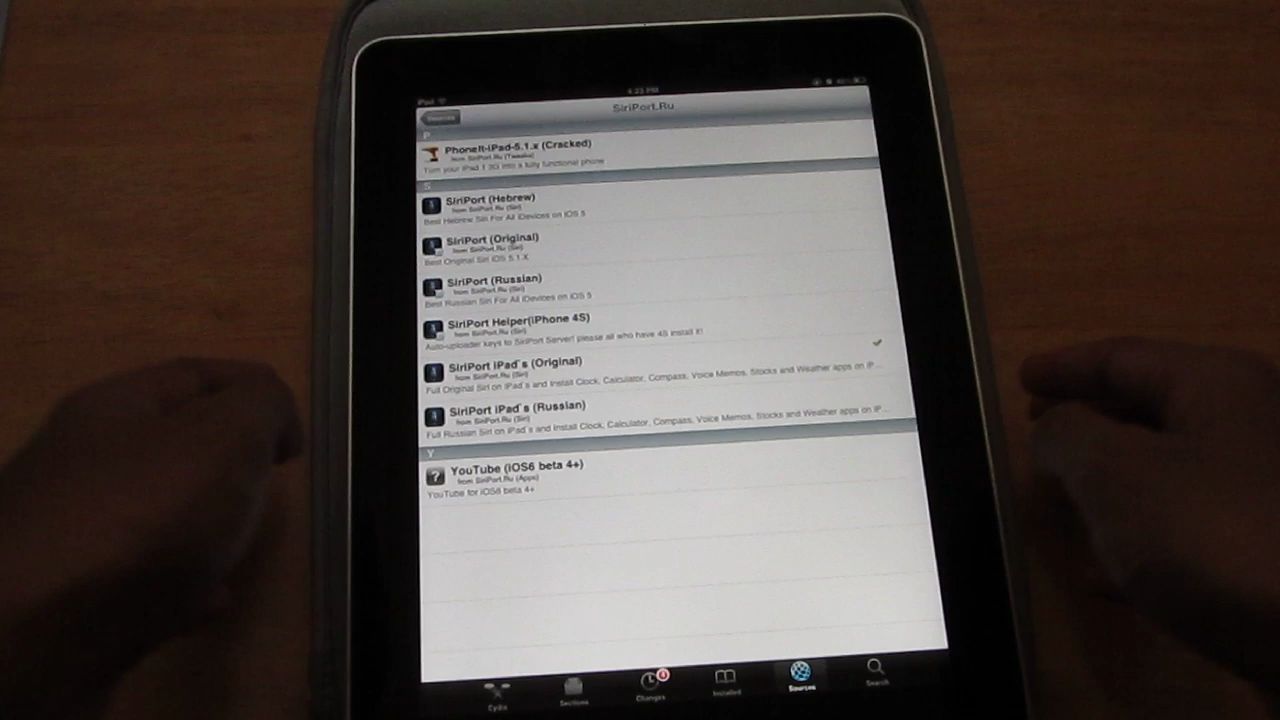 iPad
4:23 PM
Sources
SiriPort.Ru
P
PhoneIt-iPad-5.1.x (Cracked)
from SiriPort.Ru (Tweaks)
Turn your iPad 1 3G into a fully functional phone
S
SiriPort (Hebrew)
from SiriPort.Ru (Siri)
Best Hebrew Siri For All iDevices on iOS 5
SiriPort (Original)
from SiriPort.Ru (Siri)
Best Original Siri iOS 5.1.X
SiriPort (Russian)
from SiriPort.Ru (Siri)
Best Russian Siri For All iDevices on iOS 5
SiriPort Helper(iPhone 4S)
from SiriPort.Ru (Siri)
Auto-uploader keys to SiriPort Server! please all who have 4S install it!
SiriPort iPad`s (Original)
from SiriPort.Ru (Siri)
Full Original Siri on iPad`s and Install Clock, Calculator, Compass, Voice Memos, Stocks and Weather apps on iP...
SiriPort iPad`s (Russian)
from SiriPort.Ru (Siri)
Full Russian Siri on iPad`s and Install Clock, Calculator, Compass, Voice Memos, Stocks and Weather apps on iP...
Y
YouTube (iOS6 beta 4+)
from SiriPort.Ru (Apps)
YouTube for iOS6 beta 4+
Cydia
Sections
Changes
Installed
Sources
Search